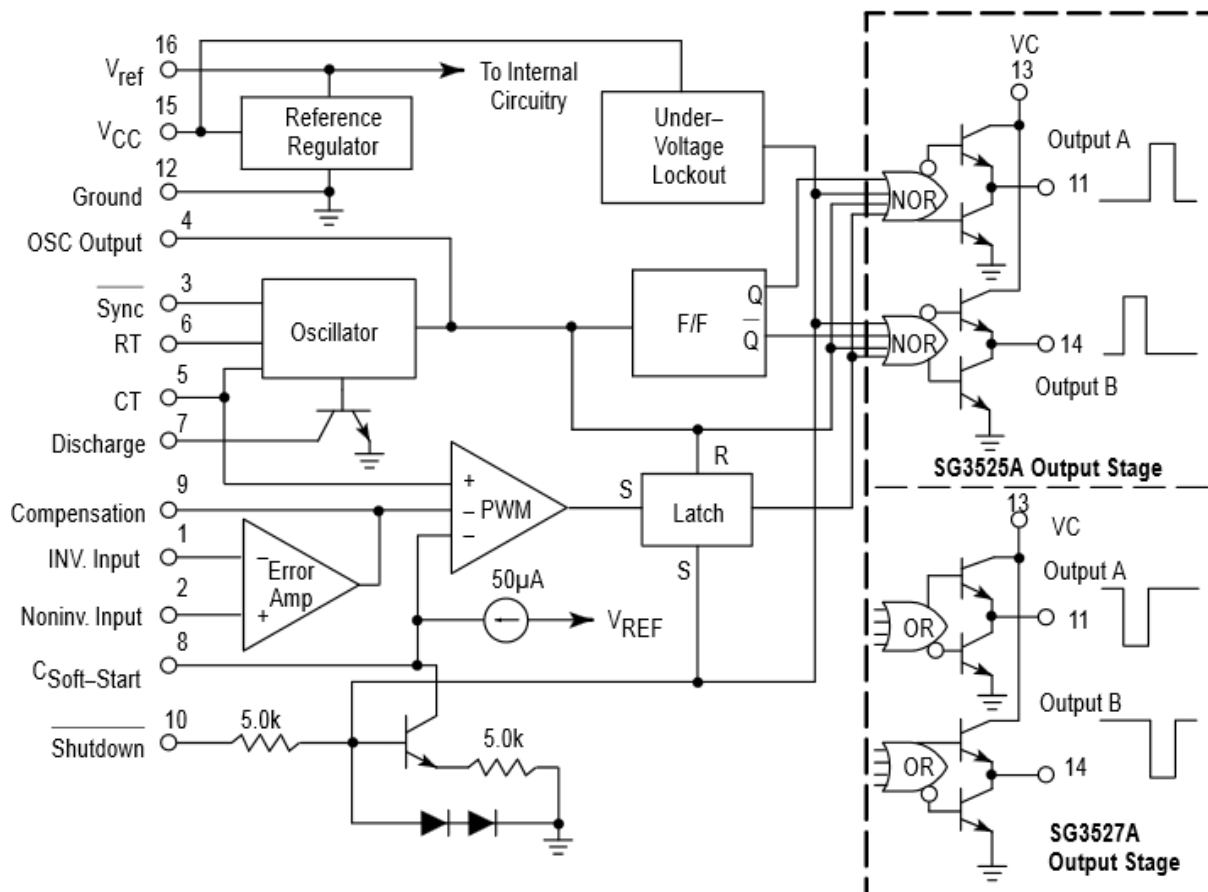 16
Vref
To Internal
Circuitry
15
VCC
Reference
Regulator
Under–
Voltage
Lockout
12
Ground
4
OSC Output
3
Sync
6
RT
5
CT
7
Discharge
Oscillator
F/F
Q
Q
R
S
Latch
S
9
Compensation
1
INV. Input
2
Noninv. Input
8
CSoft–Start
10
Shutdown
+
–
–
PWM
–
Error
Amp
+
50µA
VREF
5.0k
5.0k
VC
13
Output A
NOR
11
NOR
14
Output B
SG3525A Output Stage
13
VC
Output A
OR
11
Output B
OR
14
SG3527A
Output Stage